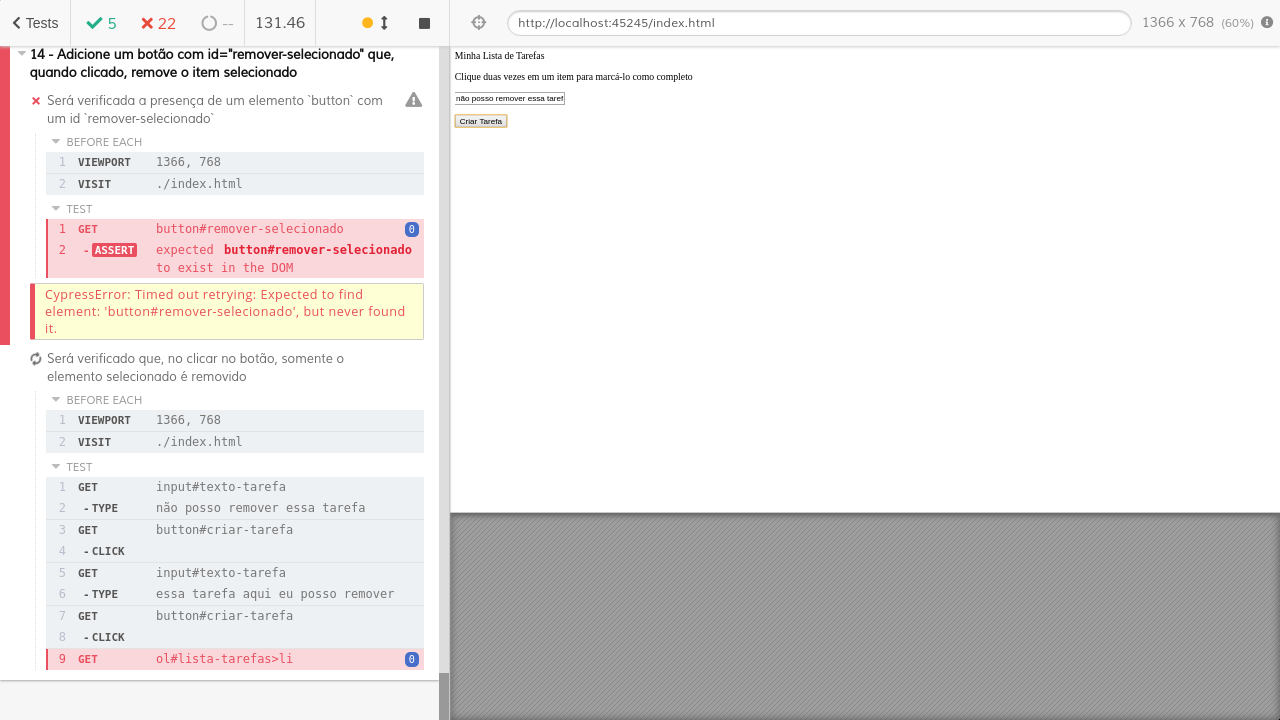 Tests
5
22
--
131.46
http://localhost:45245/index.html
1366 x 768 (60%)
14 - Adicione um botão com id="remover-selecionado" que,
quando clicado, remove o item selecionado
Será verificada a presença de um elemento `button` com
um id `remover-selecionado`
BEFORE EACH
1 VIEWPORT 1366, 768
2 VISIT ./index.html
TEST
1 GET button#remover-selecionado 0
2 -ASSERT expected button#remover-selecionado
to exist in the DOM
CypressError: Timed out retrying: Expected to find
element: 'button#remover-selecionado', but never found
it.
Será verificado que, no clicar no botão, somente o
elemento selecionado é removido
BEFORE EACH
1 VIEWPORT 1366, 768
2 VISIT ./index.html
TEST
1 GET input#texto-tarefa
2 -TYPE não posso remover essa tarefa
3 GET button#criar-tarefa
4 -CLICK
5 GET input#texto-tarefa
6 -TYPE essa tarefa aqui eu posso remover
7 GET button#criar-tarefa
8 -CLICK
9 GET ol#lista-tarefas>li 0
Minha Lista de Tarefas
Clique duas vezes em um item para marcá-lo como completo
não posso remover essa taref
Criar Tarefa